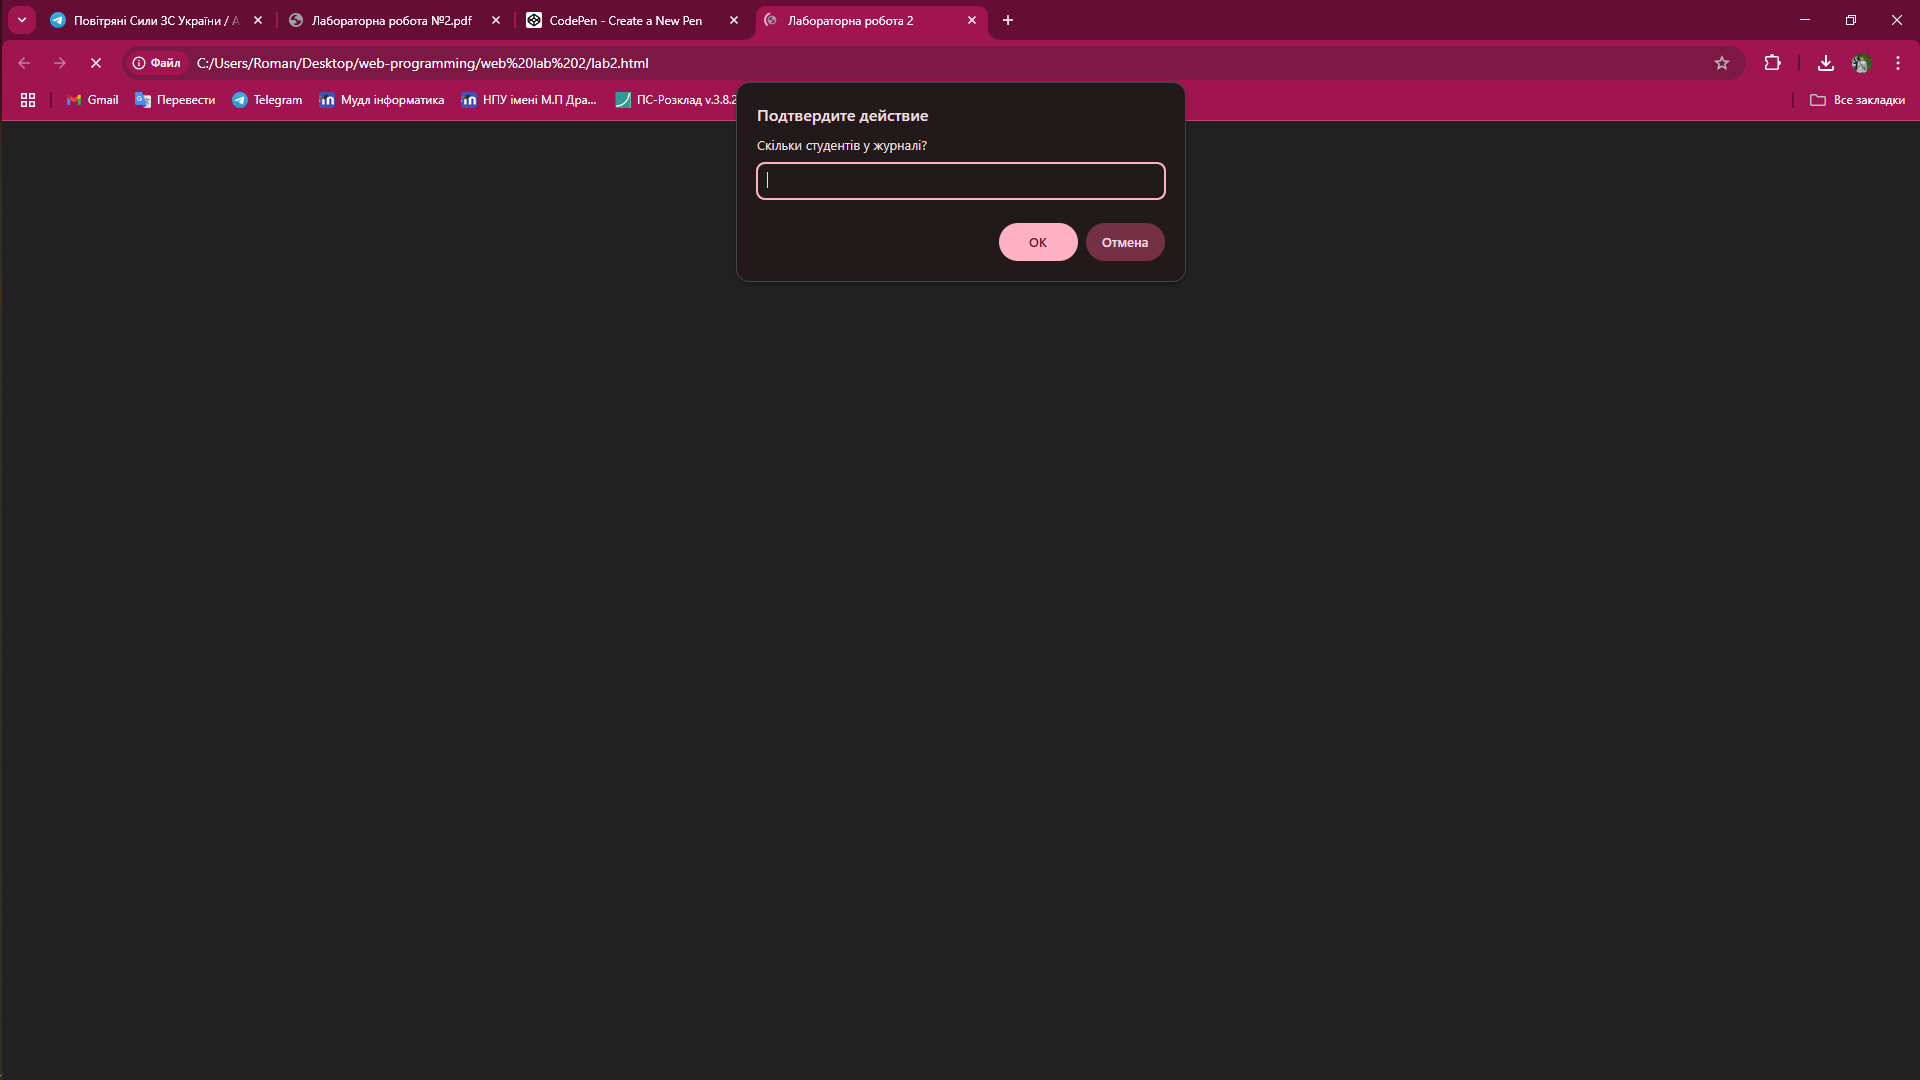 Повітряні Сили ЗС України / А
Лабораторна робота №2.pdf
CodePen - Create a New Pen
Лабораторна робота 2
Файл
C:/Users/Roman/Desktop/web-programming/web%20lab%202/lab2.html
Gmail
Перевести
Telegram
Мудл інформатика
НПУ імені М.П Дра...
ПС-Розклад v.3.8.2
Все закладки
Подтвердите действие
Скільки студентів у журналі?
ОК
Отмена